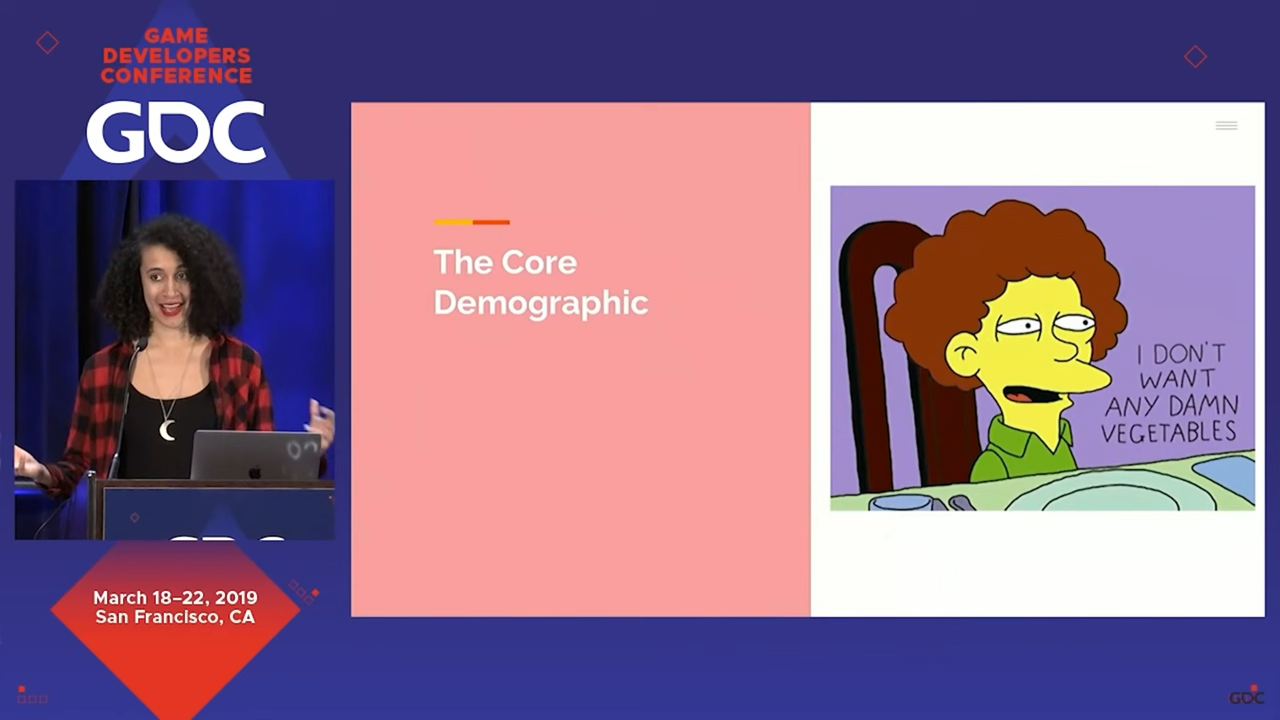 GAME
DEVELOPERS
CONFERENCE
GDC
The Core
Demographic
I DON'T
WANT
ANY DAMN
VEGETABLES
March 18–22, 2019
San Francisco, CA
GDC